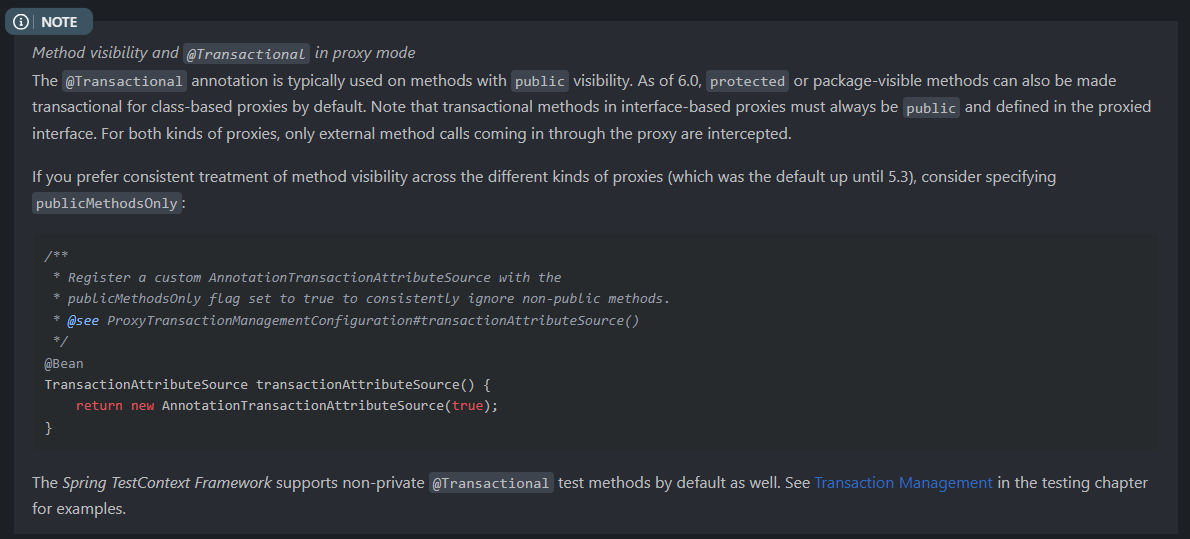 NOTE
Method visibility and @Transactional in proxy mode
The @Transactional annotation is typically used on methods with public visibility. As of 6.0, protected or package-visible methods can also be made
transactional for class-based proxies by default. Note that transactional methods in interface-based proxies must always be public and defined in the proxied
interface. For both kinds of proxies, only external method calls coming in through the proxy are intercepted.
If you prefer consistent treatment of method visibility across the different kinds of proxies (which was the default up until 5.3), consider specifying
publicMethodsOnly:
/**
 * Register a custom AnnotationTransactionAttributeSource with the
 * publicMethodsOnly flag set to true to consistently ignore non-public methods.
 * @see ProxyTransactionManagementConfiguration#transactionAttributeSource()
 */
@Bean
TransactionAttributeSource transactionAttributeSource() {
    return new AnnotationTransactionAttributeSource(true);
}
The Spring TestContext Framework supports non-private @Transactional test methods by default as well. See Transaction Management in the testing chapter
for examples.